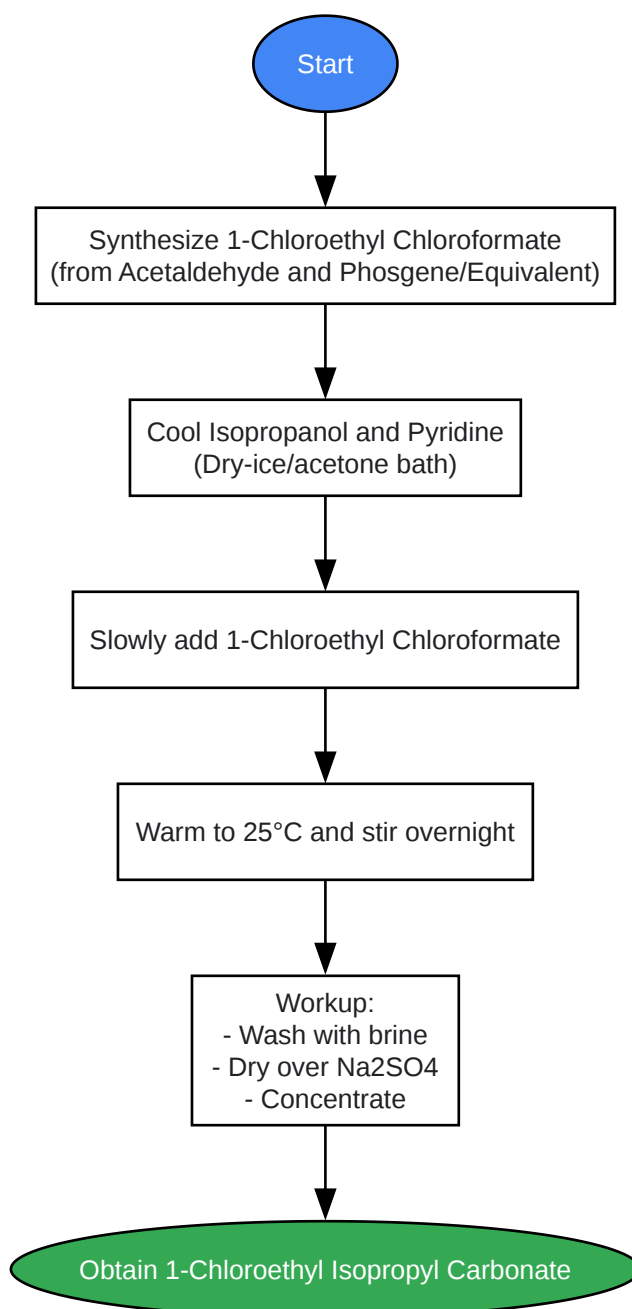 Start
Synthesize 1-Chloroethyl Chloroformate
(from Acetaldehyde and Phosgene/Equivalent)
Cool Isopropanol and Pyridine
(Dry-ice/acetone bath)
Slowly add 1-Chloroethyl Chloroformate
Warm to 25°C and stir overnight
Workup:
- Wash with brine
- Dry over Na2SO4
- Concentrate
Obtain 1-Chloroethyl Isopropyl Carbonate